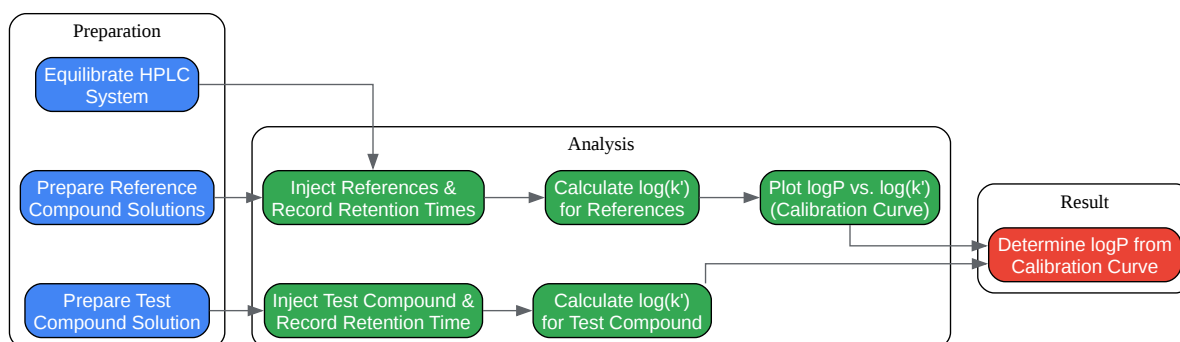 Preparation
Equilibrate HPLC
System
Prepare Reference
Compound Solutions
Prepare Test
Compound Solution
Analysis
Inject References &
Record Retention Times
Calculate log(k')
for References
Plot logP vs. log(k')
(Calibration Curve)
Inject Test Compound &
Record Retention Time
Calculate log(k')
for Test Compound
Result
Determine logP from
Calibration Curve